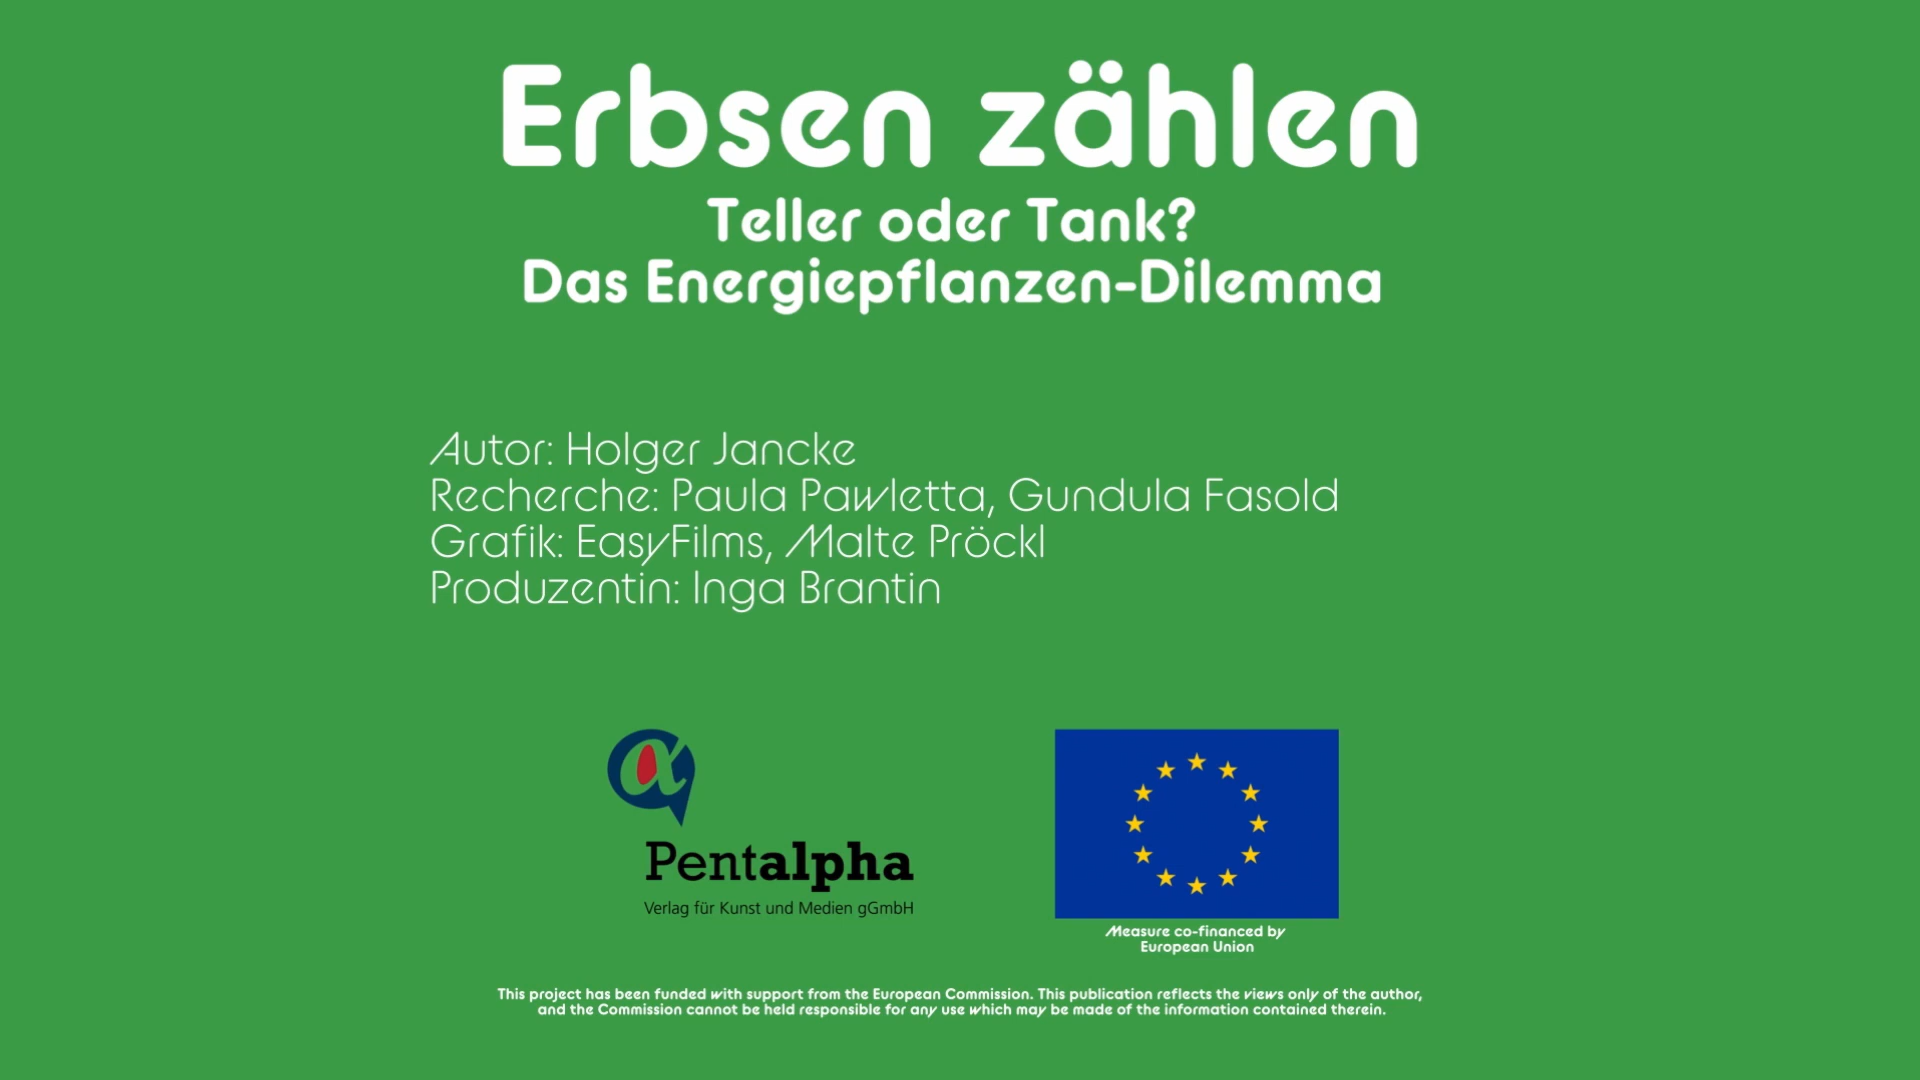 Erbsen zählen
Teller oder Tank?
Das Energiepflanzen-Dilemma
Autor: Holger Jancke
Recherche: Paula Pawletta, Gundula Fasold
Grafik: EasyFilms, Malte Pröckl
Produzentin: Inga Brantin
Pentalpha
Verlag für Kunst und Medien gGmbH
Measure co-financed by
European Union
This project has been funded with support from the European Commission. This publication reflects the views only of the author,
and the Commission cannot be held responsible for any use which may be made of the information contained therein.